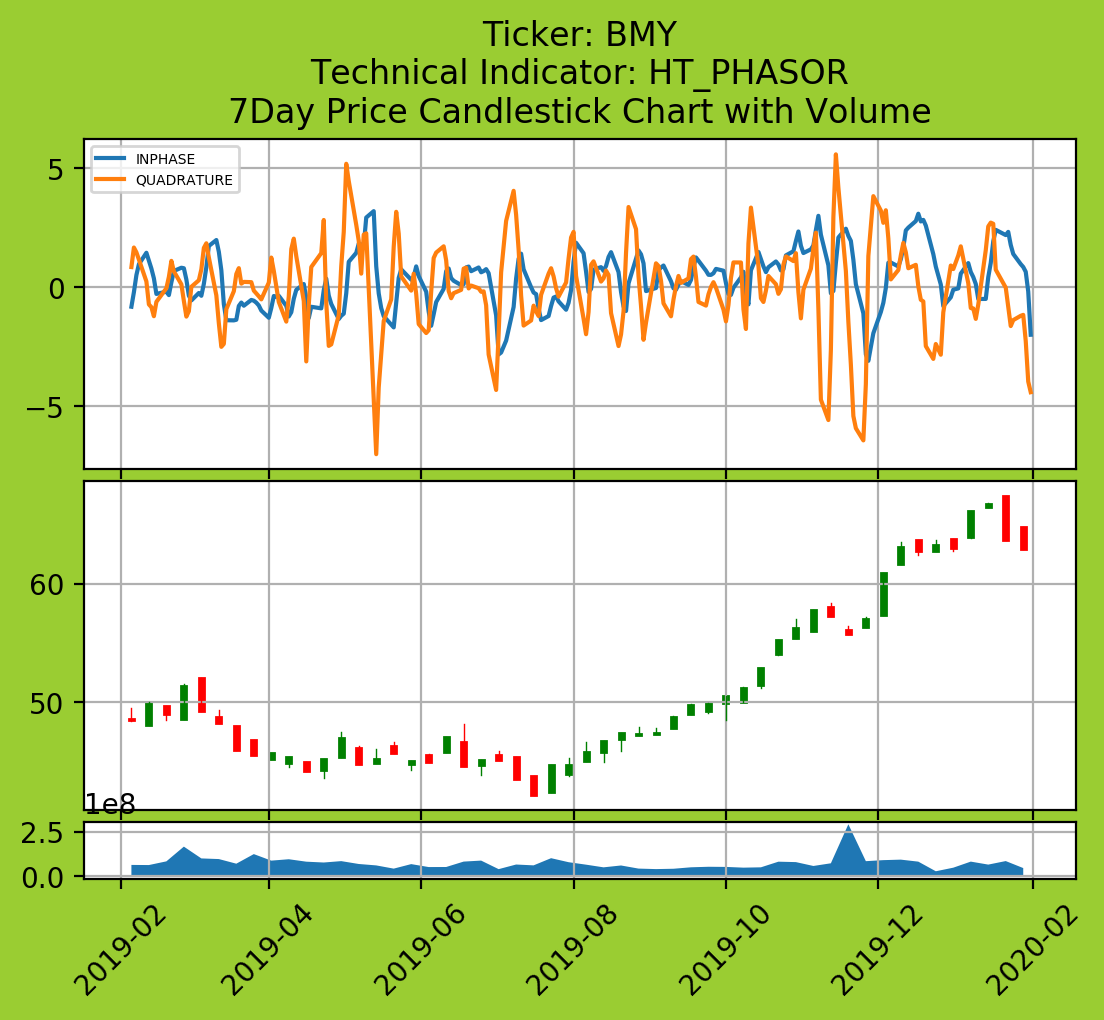 Ticker: BMY
Technical Indicator: HT_PHASOR
7Day Price Candlestick Chart with Volume
INPHASE
QUADRATURE
5
0
−5
60
50
1e8
2.5
0.0
2019-02
2019-04
2019-06
2019-08
2019-10
2019-12
2020-02